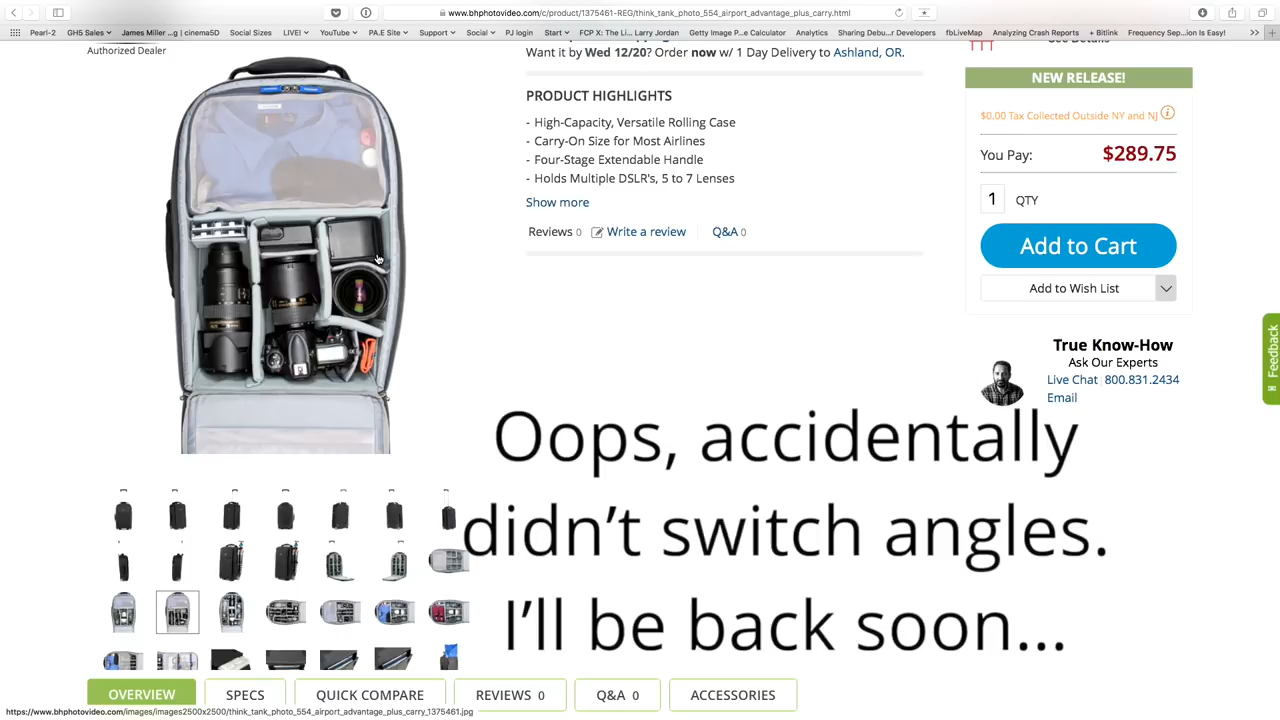 www.bhphotovideo.com/c/product/1375461-REG/think_tank_photo_554_airport_advantage_plus_carry.html
Pearl-2 GH5 Sales James Miller ...g | cinema5D Social Sizes LIVE! YouTube PA.E Site Support Social PJ login Start FCP X: The Li... Larry Jordan Getty Image P...e Calculator Analytics Sharing Debu...r Developers fbLiveMap Analyzing Crash Reports + Bitlink Frequency Sep...ion Is Easy!
Authorized Dealer
Want it by Wed 12/20? Order now w/ 1 Day Delivery to Ashland, OR.
PRODUCT HIGHLIGHTS
- High-Capacity, Versatile Rolling Case
- Carry-On Size for Most Airlines
- Four-Stage Extendable Handle
- Holds Multiple DSLR's, 5 to 7 Lenses
Show more
Reviews 0 Write a review Q&A 0
See Details
NEW RELEASE!
$0.00 Tax Collected Outside NY and NJ
You Pay: $289.75
1 QTY
Add to Cart
Add to Wish List
True Know-How
Ask Our Experts
Live Chat | 800.831.2434
Email
Feedback
Oops, accidentally
didn't switch angles.
I'll be back soon...
OVERVIEW SPECS QUICK COMPARE REVIEWS 0 Q&A 0 ACCESSORIES
https://www.bhphotovideo.com/images/images2500x2500/think_tank_photo_554_airport_advantage_plus_carry_1375461.jpg